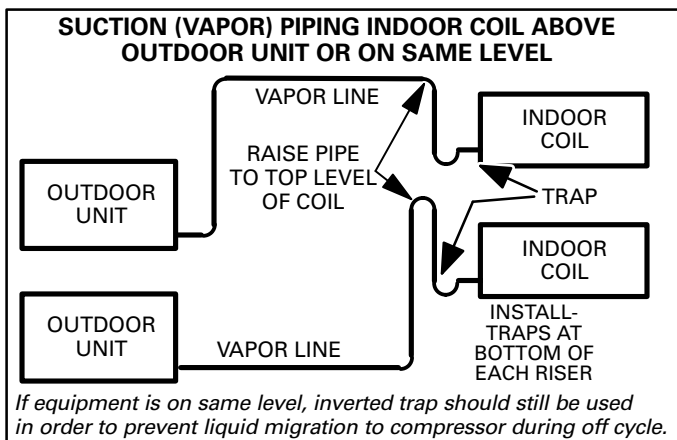 SUCTION (VAPOR) PIPING INDOOR COIL ABOVE
OUTDOOR UNIT OR ON SAME LEVEL
VAPOR LINE
INDOOR
COIL
RAISE PIPE
TO TOP LEVEL
OF COIL
OUTDOOR
UNIT
TRAP
INDOOR
COIL
OUTDOOR
UNIT
VAPOR LINE
INSTALL-
TRAPS AT
BOTTOM OF
EACH RISER
If equipment is on same level, inverted trap should still be used
in order to prevent liquid migration to compressor during off cycle.